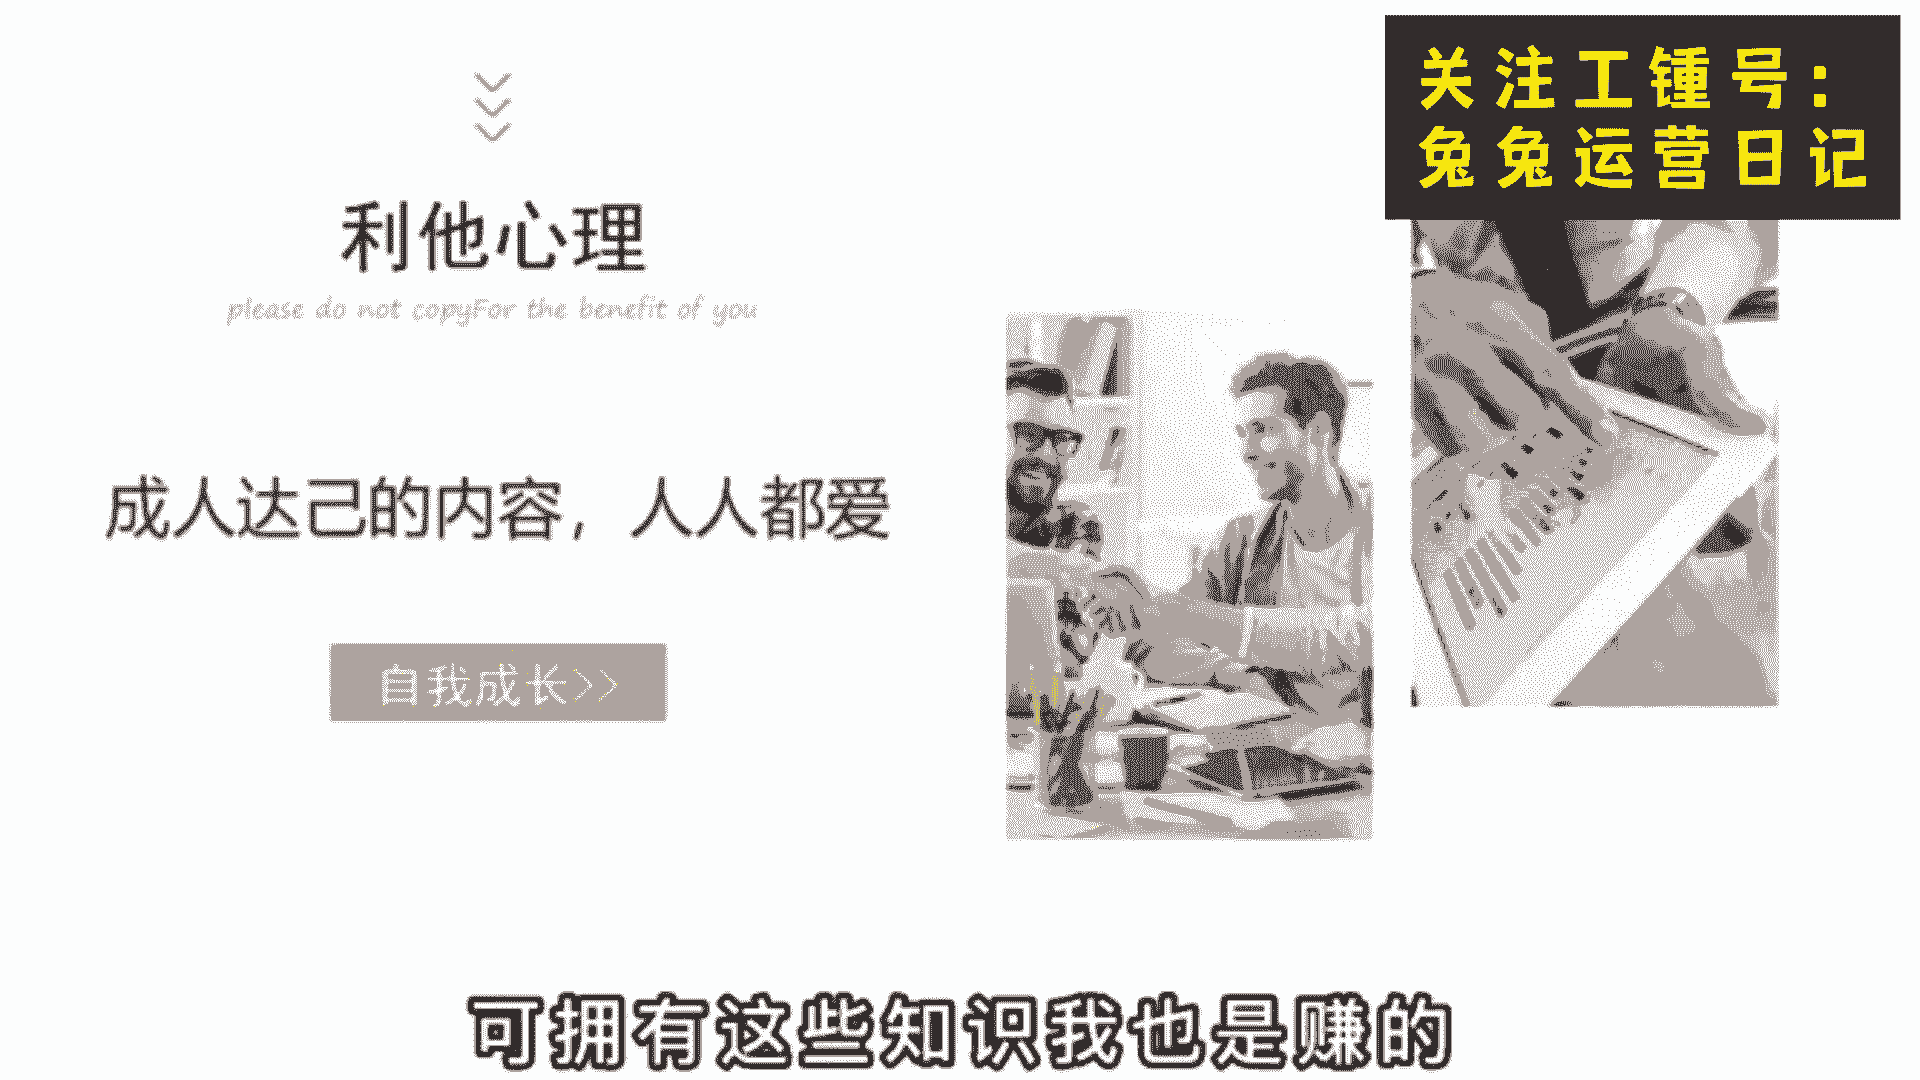 关注工锺号：
兔兔运营日记
利他心理
please do not copyFor the benefit of you
成人达己的内容，人人都爱
自我成长>>
可拥有这些知识我也是赚的